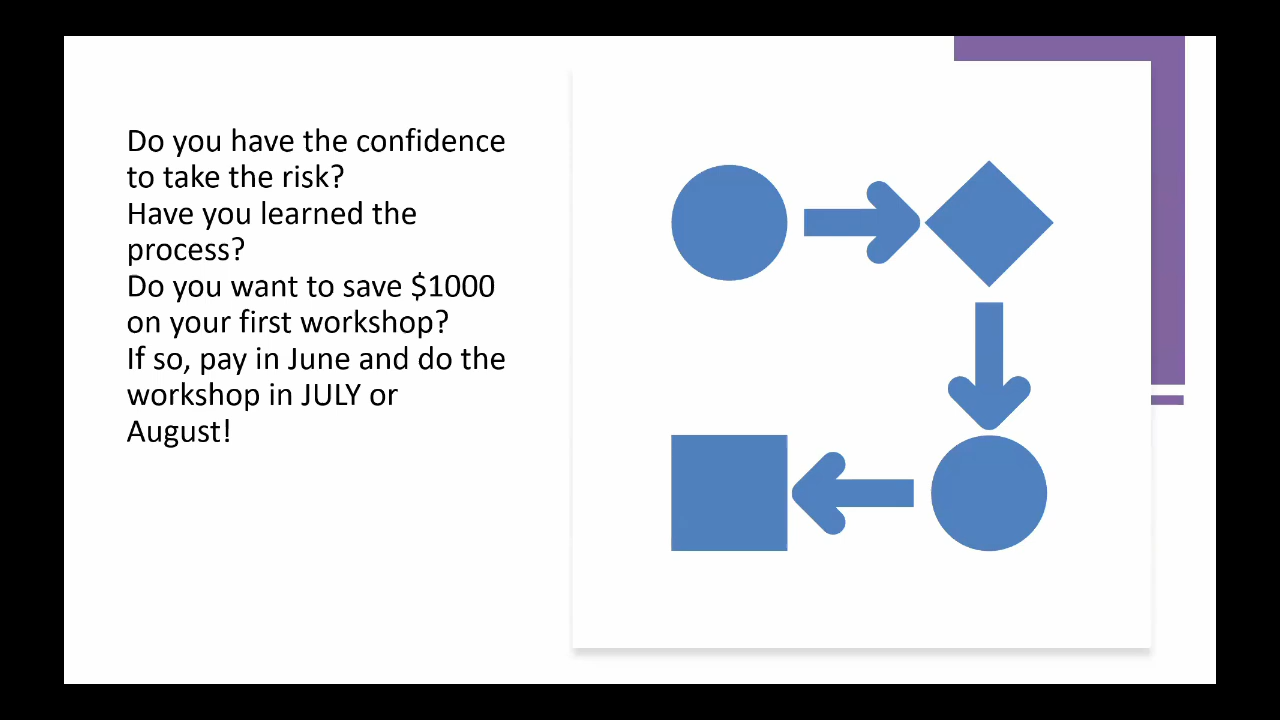 Do you have the confidence
to take the risk?
Have you learned the
process?
Do you want to save $1000
on your first workshop?
If so, pay in June and do the
workshop in JULY or
August!